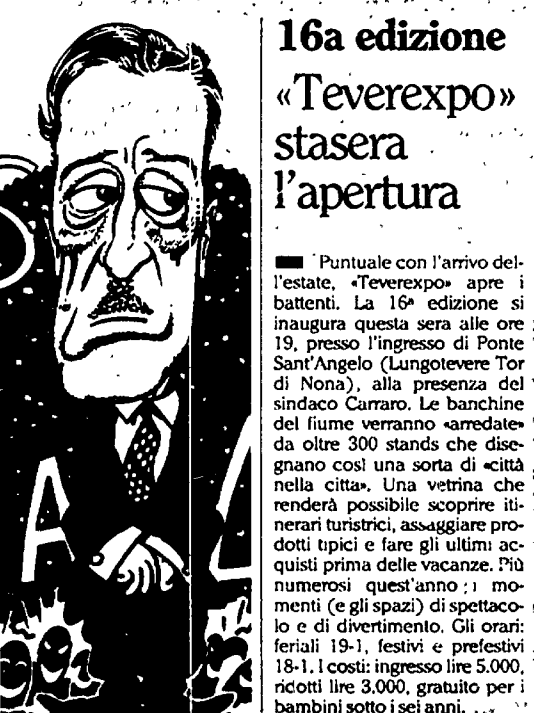 16a edizione
«Teverexpo»
stasera
l'apertura
Puntuale con l'arrivo del-
l'estate, «Teverexpo» apre i
battenti. La 16ª edizione si
inaugura questa sera alle ore
19, presso l'ingresso di Ponte
Sant'Angelo (Lungotevere Tor
di Nona), alla presenza del
sindaco Carraro. Le banchine
del fiume verranno «arredate»
da oltre 300 stands che dise-
gnano così una sorta di «città
nella citta». Una vetrina che
renderà possibile scoprire iti-
nerari turistrici, assaggiare pro-
dotti tipici e fare gli ultimi ac-
quisti prima delle vacanze. Più
numerosi quest'anno i mo-
menti (e gli spazi) di spettaco-
lo e di divertimento. Gli orari:
feriali 19-1, festivi e prefestivi
18-1. I costi: ingresso lire 5.000,
ridotti lire 3.000, gratuito per i
bambini sotto i sei anni.